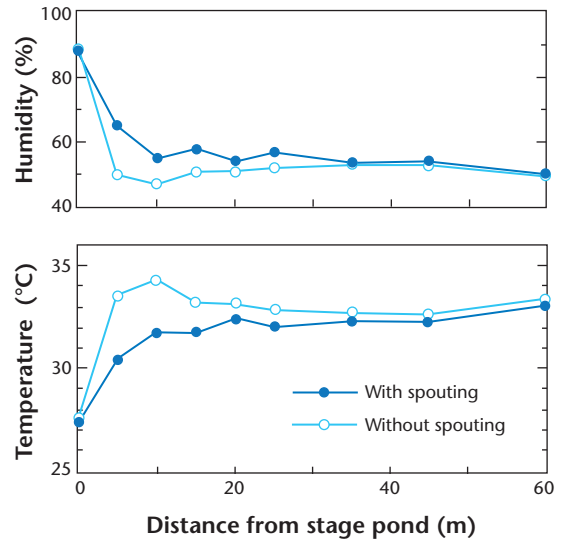 100
80
60
40
Humidity (%)
35
30
25
Temperature (°C)
With spouting
Without spouting
0
20
40
60
Distance from stage pond (m)